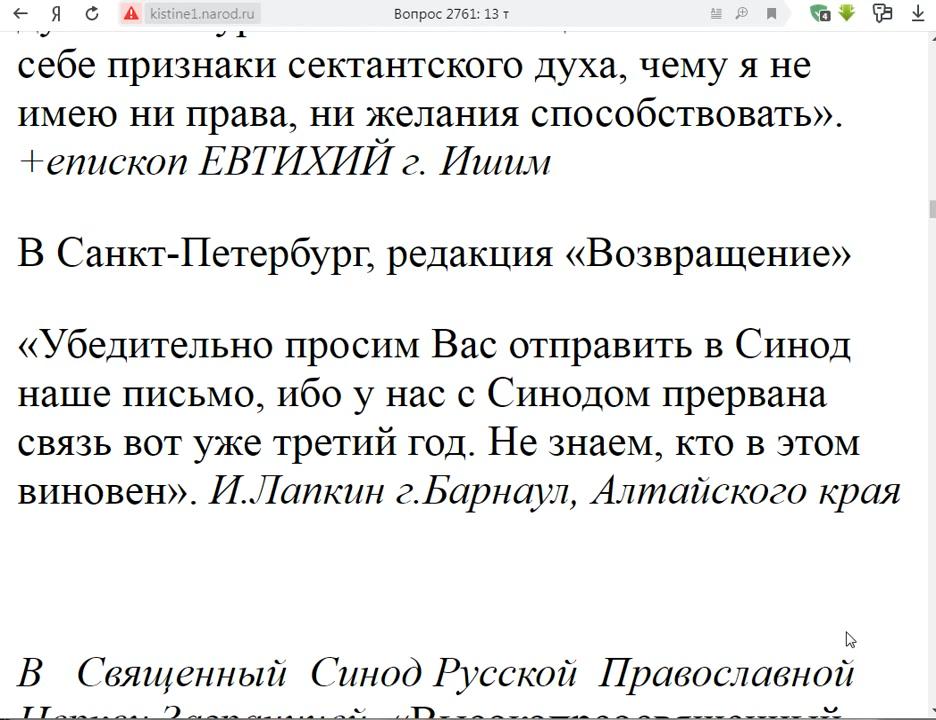 Я kistine1.narod.ru Вопрос 2761: 13 т 4
себе признаки сектантского духа, чему я не
имею ни права, ни желания способствовать».
+епископ ЕВТИХИЙ г. Ишим
В Санкт-Петербург, редакция «Возвращение»
«Убедительно просим Вас отправить в Синод
наше письмо, ибо у нас с Синодом прервана
связь вот уже третий год. Не знаем, кто в этом
виновен». И.Лапкин г.Барнаул, Алтайского края
В Священный Синод Русской Православной